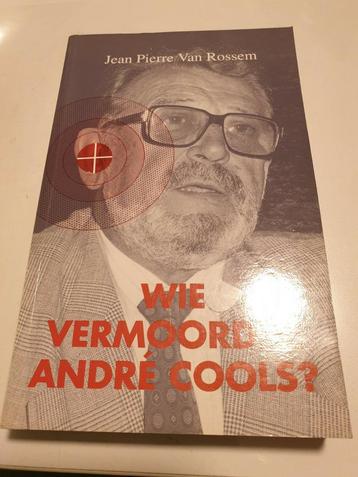 Jean Pierre Van Rossem
WIE
VERMOORD
ANDRÉ COOLS?